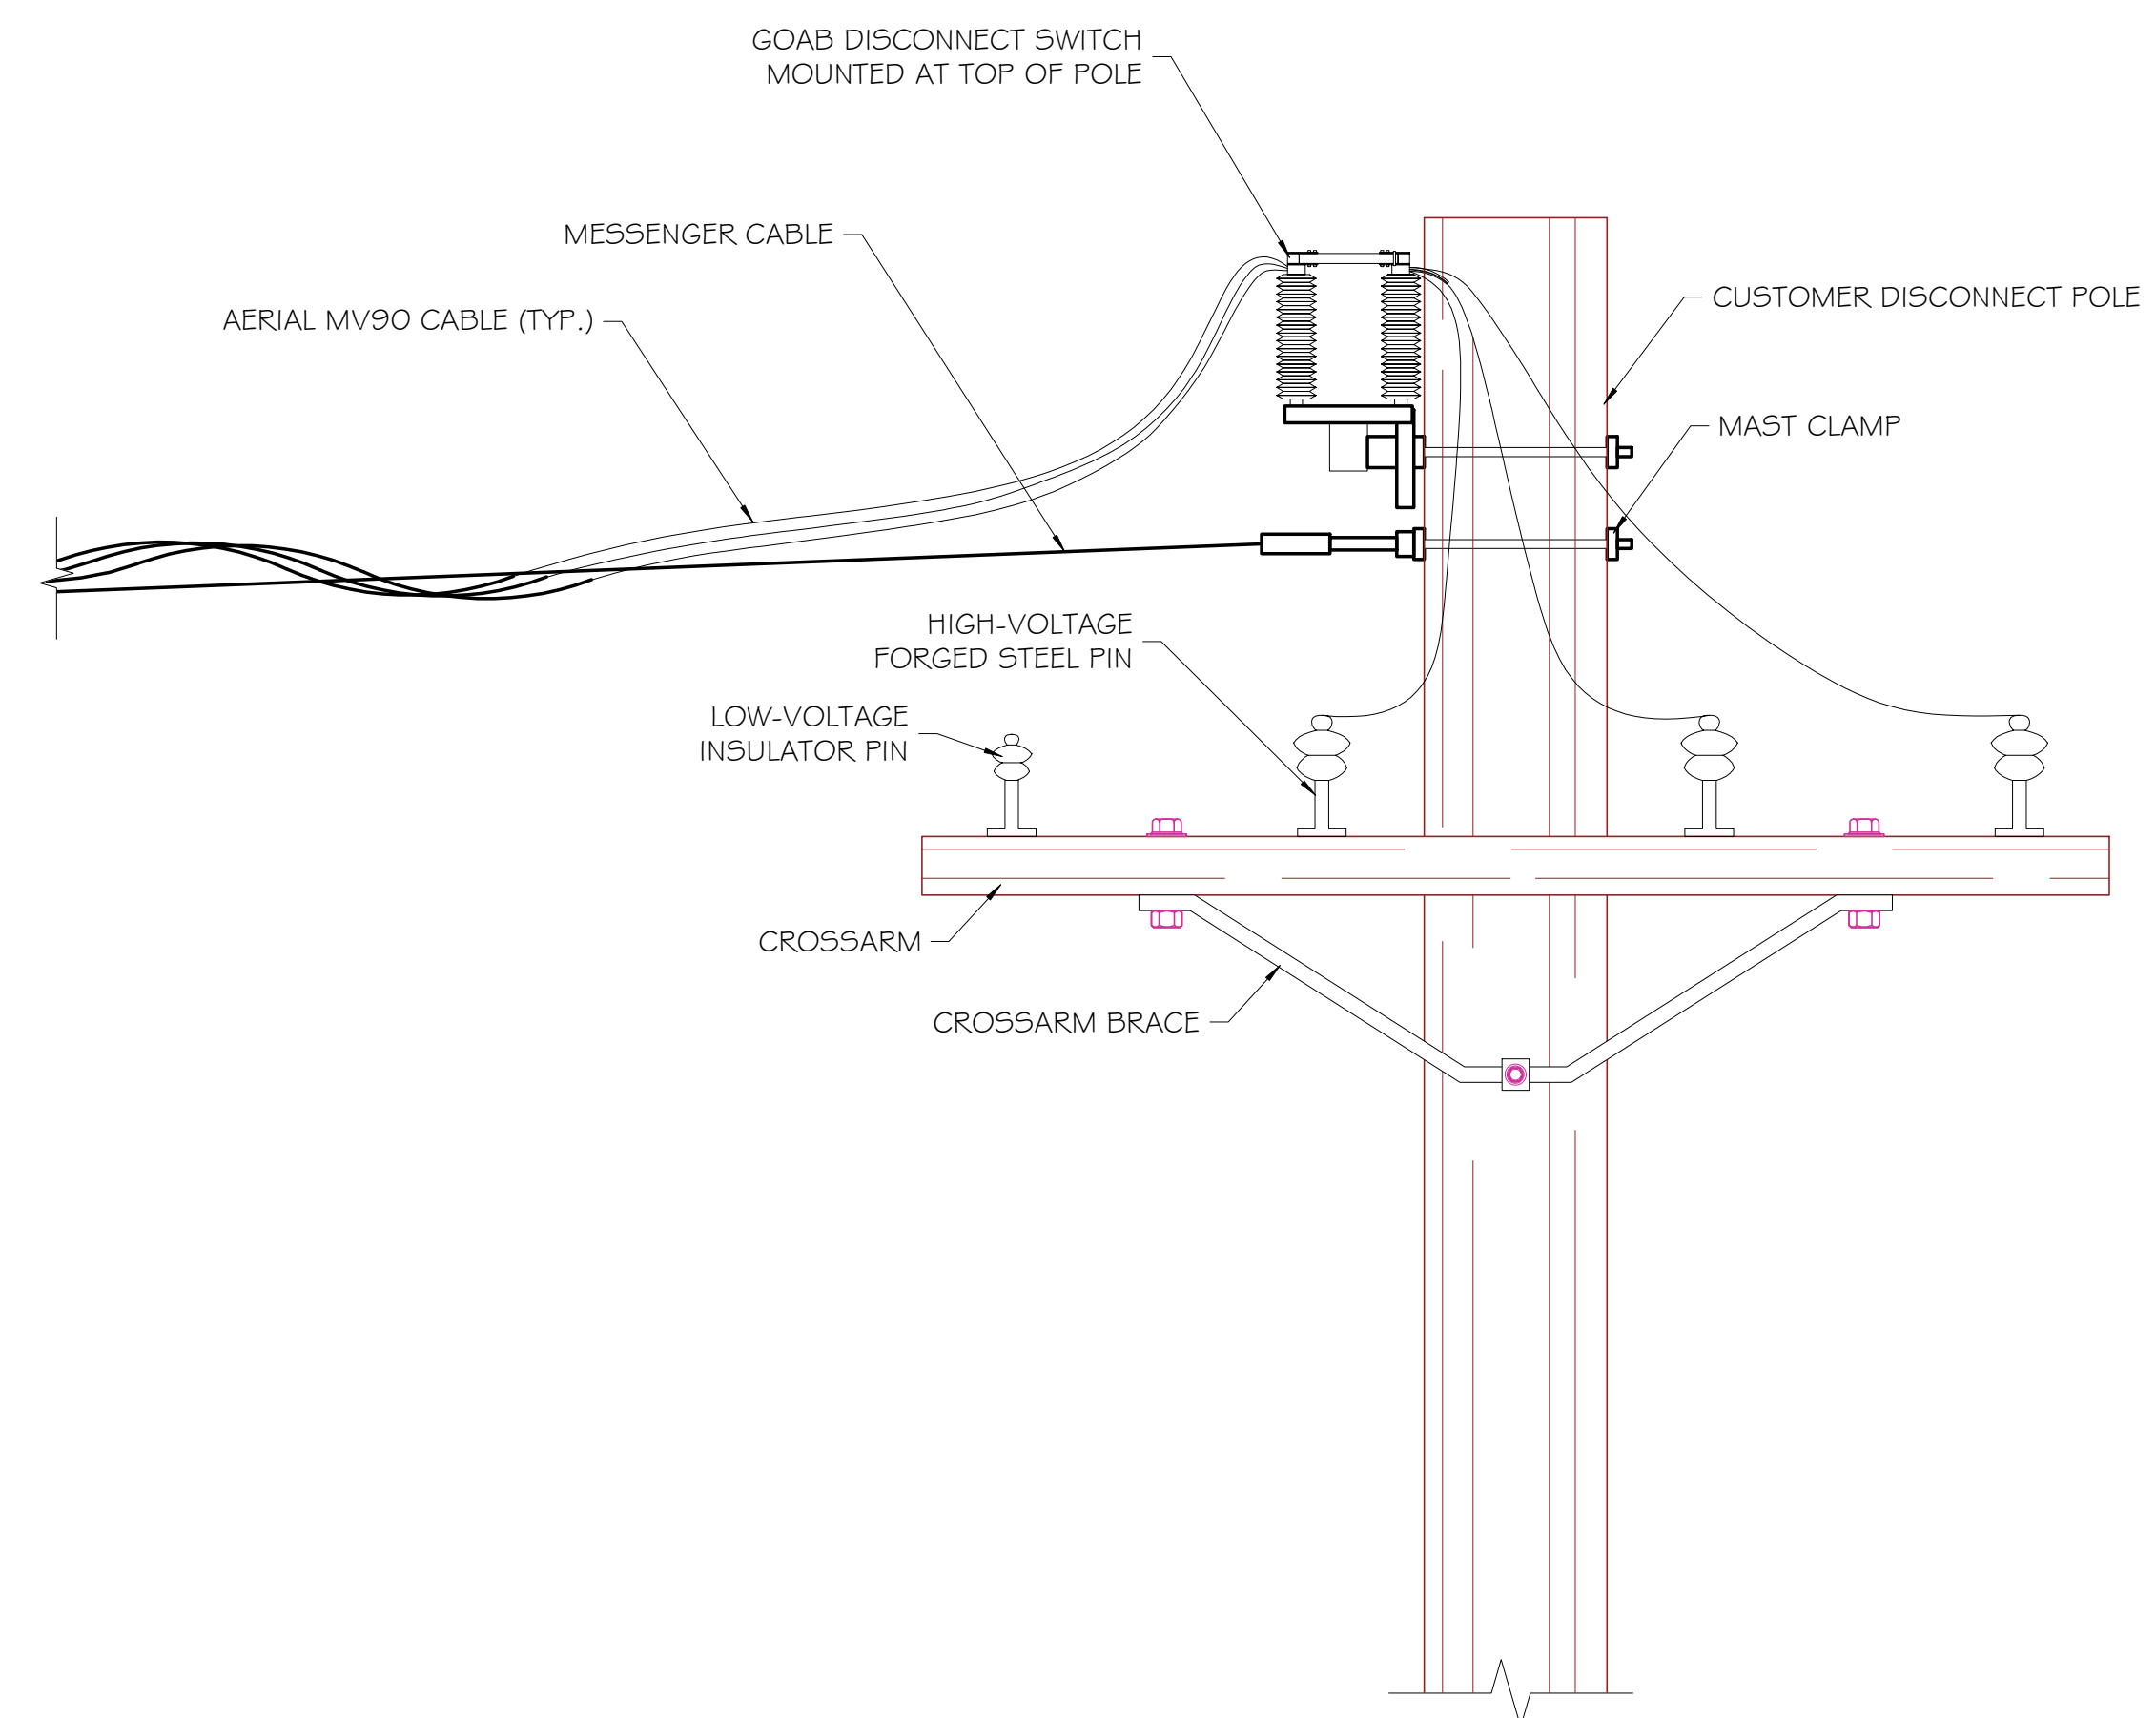 GOAB DISCONNECT SWITCH
MOUNTED AT TOP OF POLE
MESSENGER CABLE
AERIAL MV90 CABLE (TYP.)
CUSTOMER DISCONNECT POLE
MAST CLAMP
HIGH-VOLTAGE
FORGED STEEL PIN
LOW-VOLTAGE
INSULATOR PIN
CROSSARM
CROSSARM BRACE